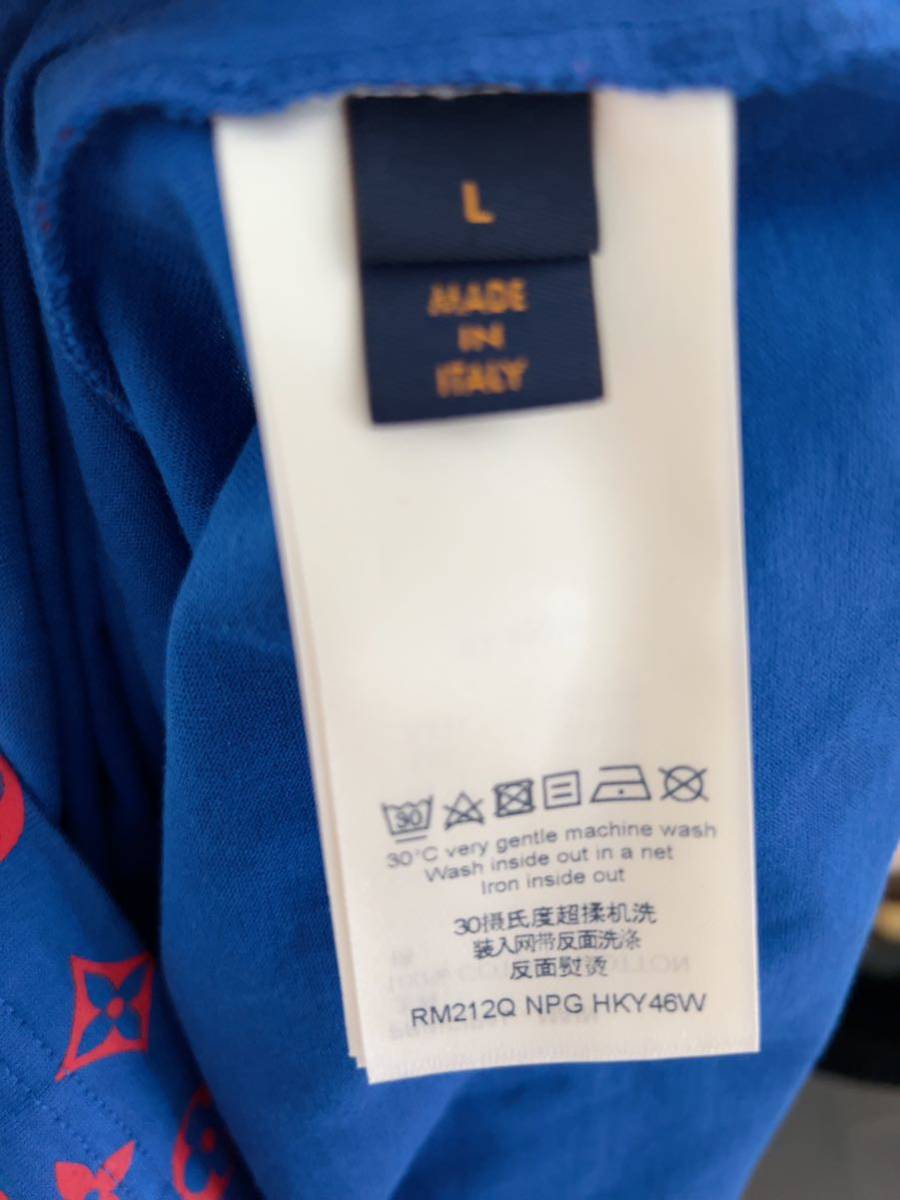 L
MADE
IN
ITALY
30
30°C very gentle machine wash
Wash inside out in a net
Iron inside out
30摄氏度超揉机洗
装入网带反面洗涤
反面熨烫
RM212Q NPG HKY46W